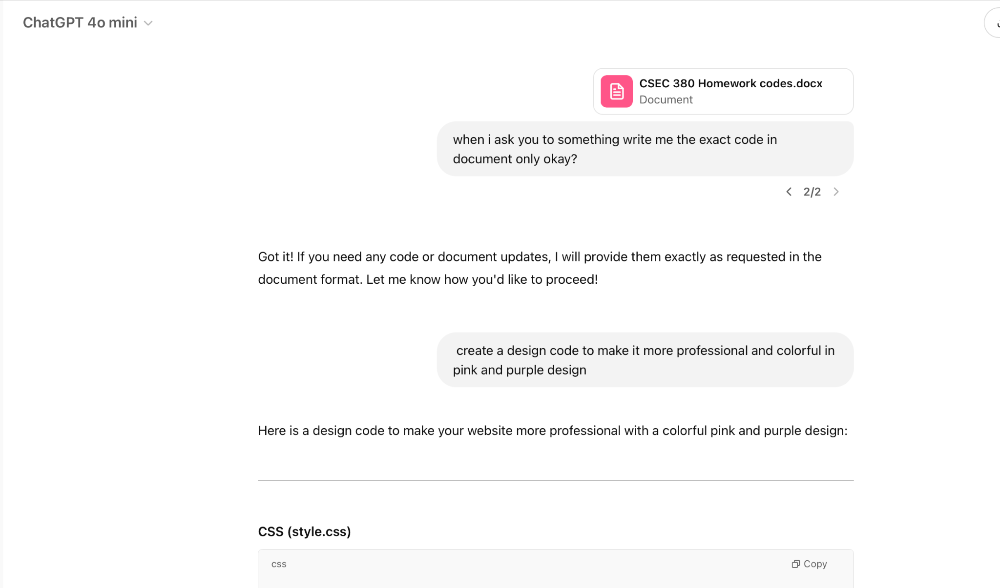 ChatGPT 4o mini
CSEC 380 Homework codes.docx
Document
when i ask you to something write me the exact code in
document only okay?
2/2
Got it! If you need any code or document updates, I will provide them exactly as requested in the
document format. Let me know how you'd like to proceed!
create a design code to make it more professional and colorful in
pink and purple design
Here is a design code to make your website more professional with a colorful pink and purple design:
CSS (style.css)
css
Copy